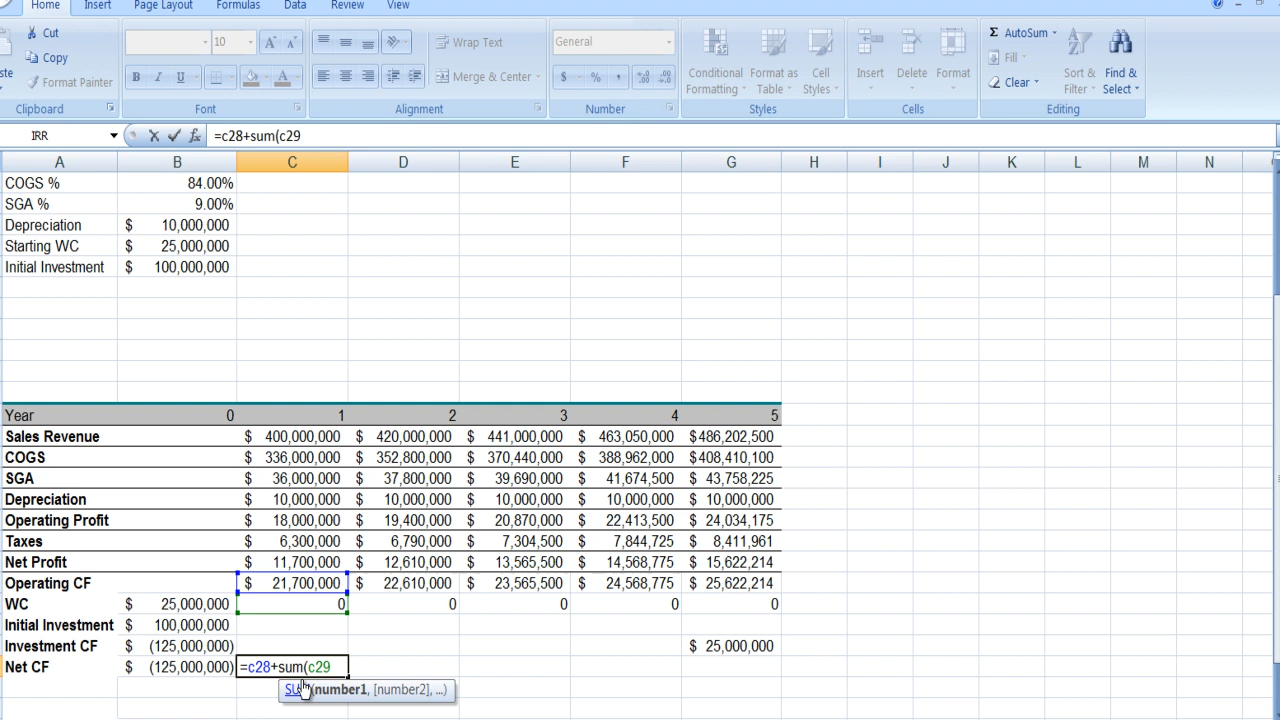 Home Insert Page Layout Formulas Data Review View
Cut
Copy
Format Painter
Clipboard
10 A A
B I U A
Font
Wrap Text
Merge & Center
Alignment
General
$ % ,
Number
Conditional Formatting
Format as Table
Cell Styles
Styles
Insert Delete Format
Cells
Σ AutoSum
Fill
Clear
Sort & Filter
Find & Select
Editing
IRR fx =c28+sum(c29
A B C D E F G H I J K L M N
COGS % 84.00%
SGA % 9.00%
Depreciation $ 10,000,000
Starting WC $ 25,000,000
Initial Investment $ 100,000,000
Year 0 1 2 3 4 5
Sales Revenue $ 400,000,000 $ 420,000,000 $ 441,000,000 $ 463,050,000 $486,202,500
COGS $ 336,000,000 $ 352,800,000 $ 370,440,000 $ 388,962,000 $408,410,100
SGA $ 36,000,000 $ 37,800,000 $ 39,690,000 $ 41,674,500 $ 43,758,225
Depreciation $ 10,000,000 $ 10,000,000 $ 10,000,000 $ 10,000,000 $ 10,000,000
Operating Profit $ 18,000,000 $ 19,400,000 $ 20,870,000 $ 22,413,500 $ 24,034,175
Taxes $ 6,300,000 $ 6,790,000 $ 7,304,500 $ 7,844,725 $ 8,411,961
Net Profit $ 11,700,000 $ 12,610,000 $ 13,565,500 $ 14,568,775 $ 15,622,214
Operating CF $ 21,700,000 $ 22,610,000 $ 23,565,500 $ 24,568,775 $ 25,622,214
WC $ 25,000,000 0 0 0 0 0
Initial Investment $ 100,000,000
Investment CF $ (125,000,000) $ 25,000,000
Net CF $ (125,000,000) =c28+sum(c29
(number1, [number2], ...)